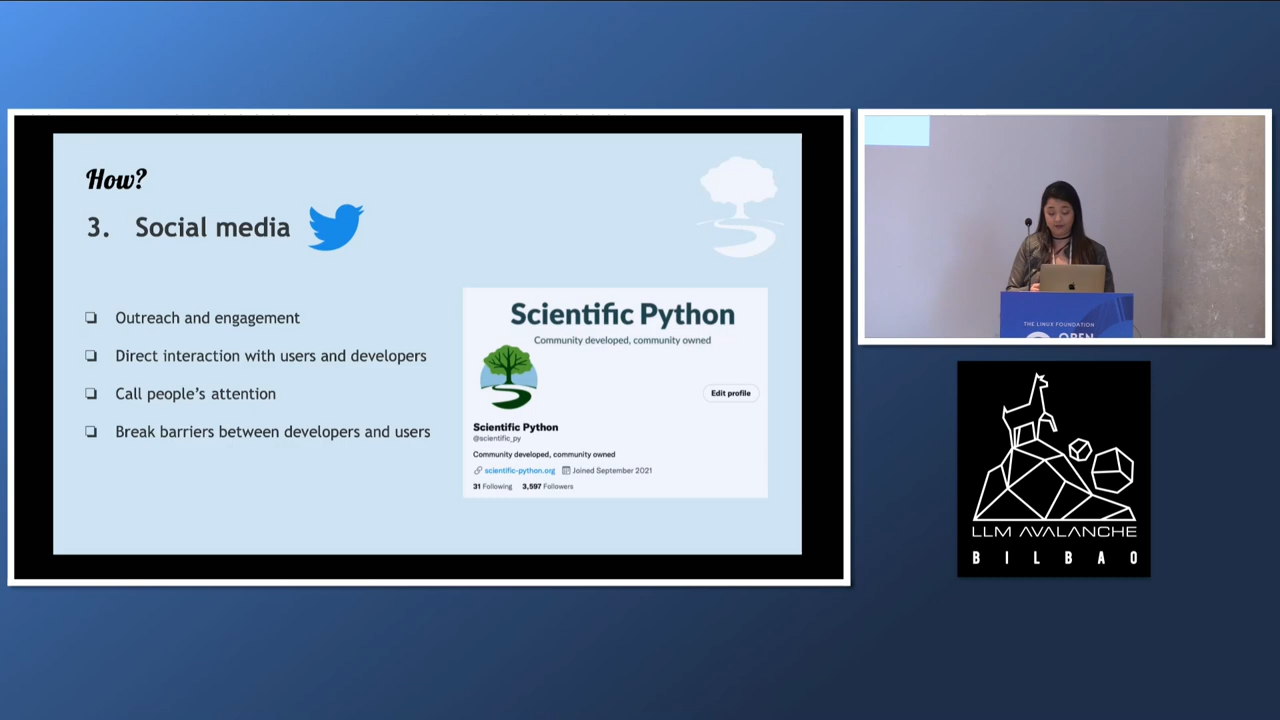 How?
3. Social media
Outreach and engagement
Direct interaction with users and developers
Call people's attention
Break barriers between developers and users
Scientific Python
Community developed, community owned
Edit profile
Scientific Python
@scientific_py
Community developed, community owned
scientific-python.org Joined September 2021
31 Following 3,597 Followers
THE LINUX FOUNDATION
OPEN
LLM AVALANCHE
BILBAO